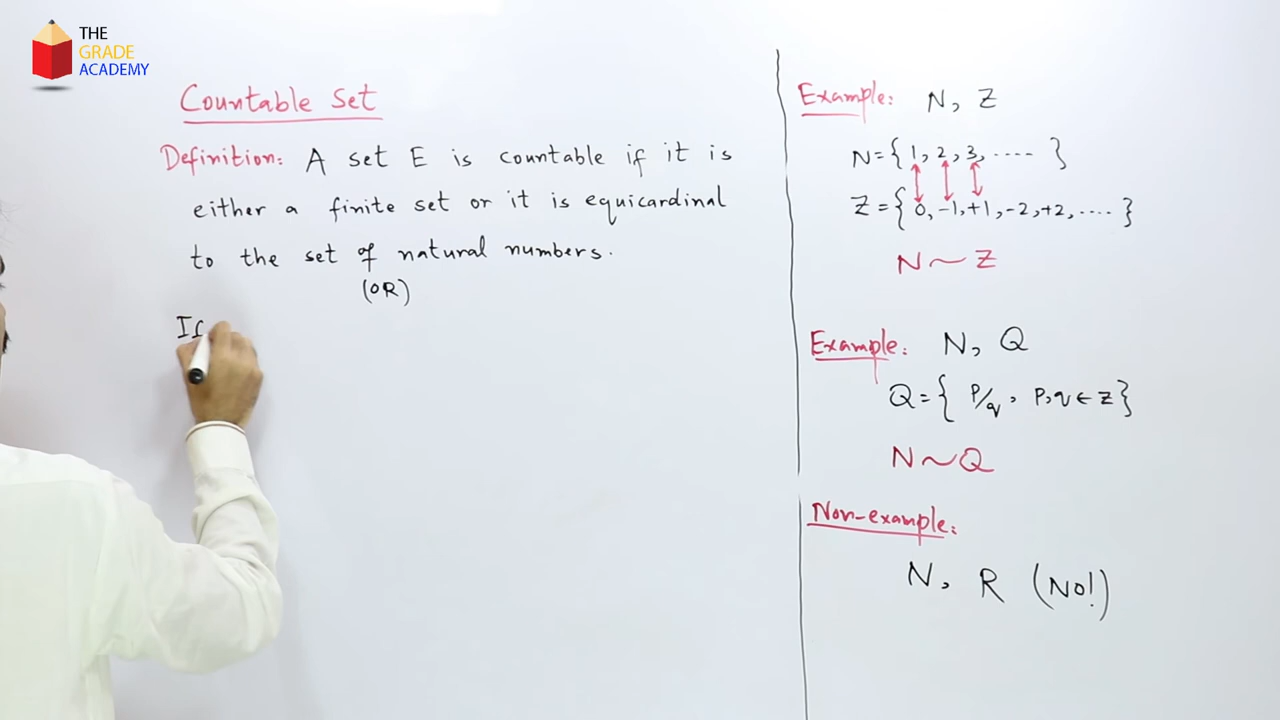 THE
GRADE
ACADEMY
Countable Set
Definition: A set E is countable if it is
either a finite set or it is equicardinal
to the set of natural numbers.
(OR)
If
Example: N, Z
N={1, 2, 3, ..... }
Z={0, -1, +1, -2, +2, .... }
N ~ Z
Example: N, Q
Q={ P/q, P,q ∈ Z}
N~Q
Non-example:
N, R (No!)